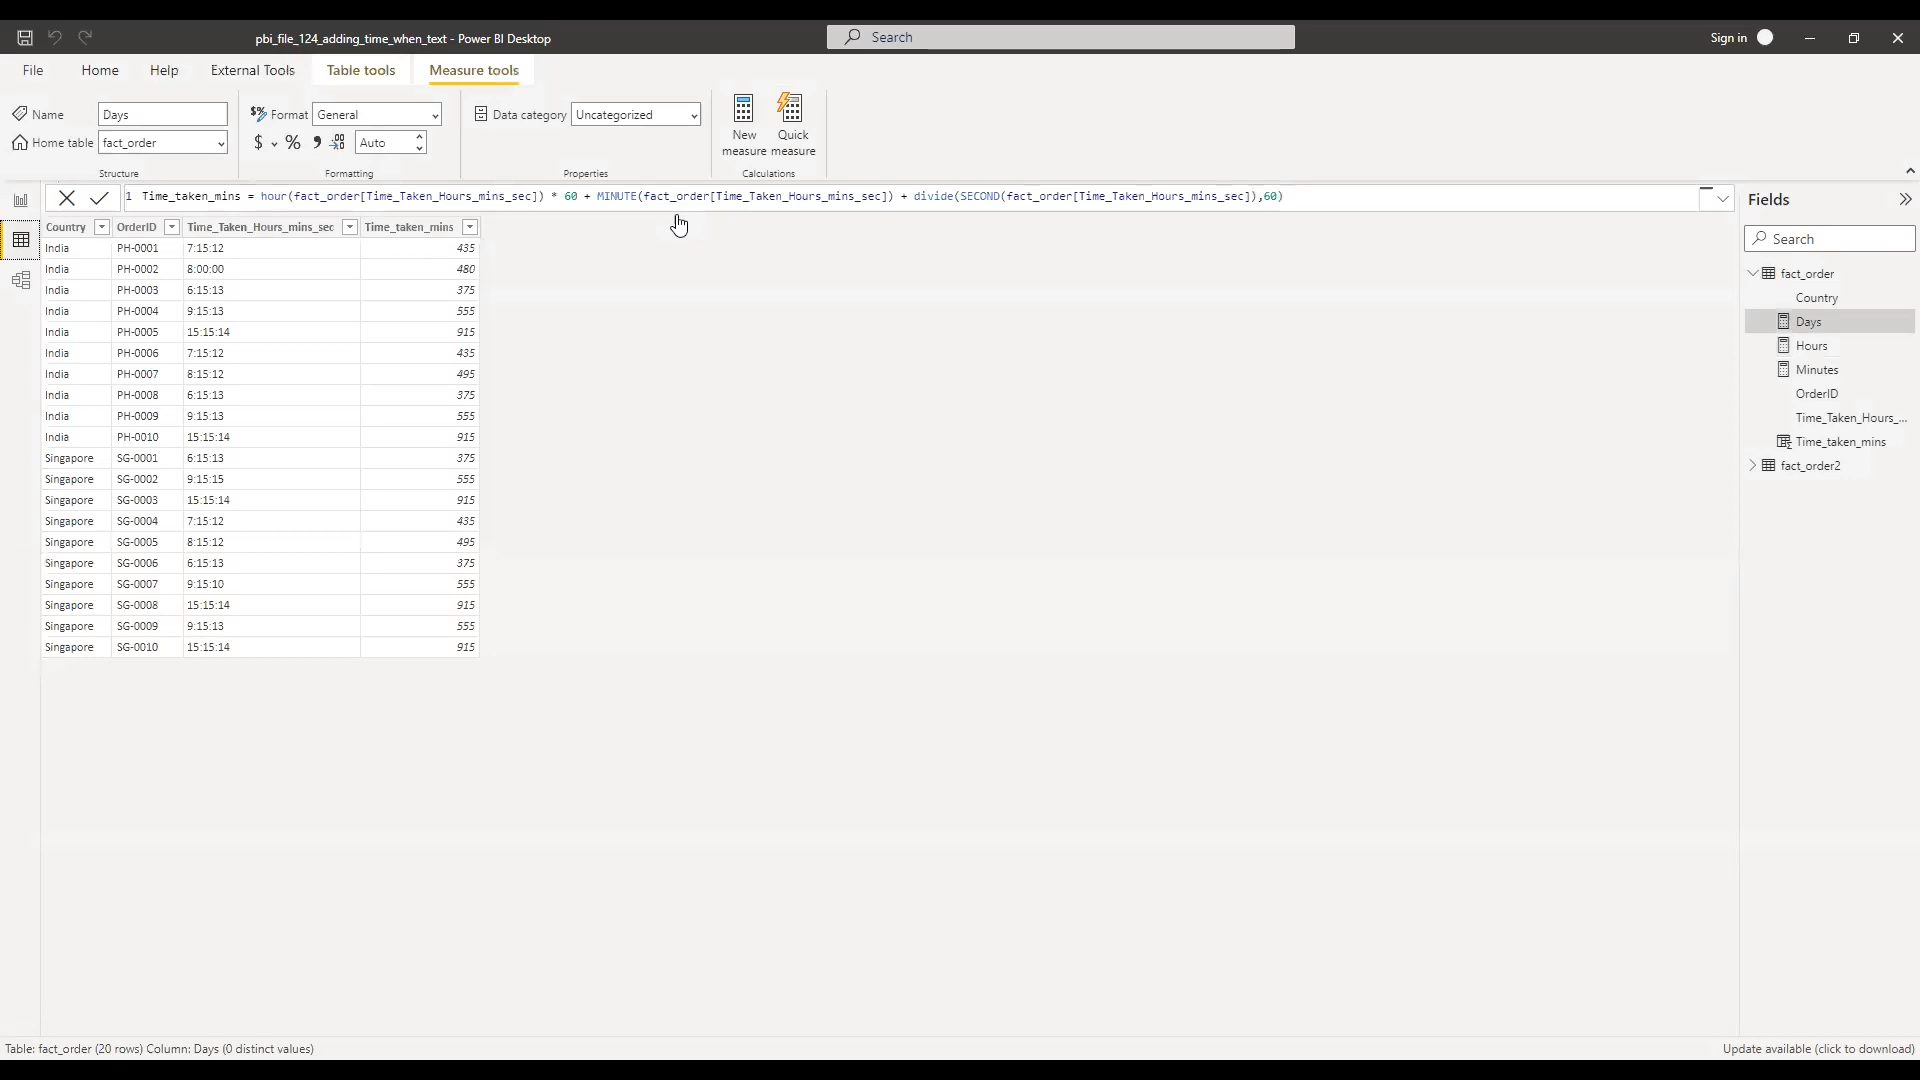 pbi_file_124_adding_time_when_text - Power BI Desktop
Search
Sign in
File Home Help External Tools Table tools Measure tools
Name Days
Home table fact_order
Structure
Format General
$ % 9 Auto
Formatting
Data category Uncategorized
Properties
New measure
Quick measure
Calculations
1 Time_taken_mins = hour(fact_order[Time_Taken_Hours_mins_sec]) * 60 + MINUTE(fact_order[Time_Taken_Hours_mins_sec]) + divide(SECOND(fact_order[Time_Taken_Hours_mins_sec]),60)
Country OrderID Time_Taken_Hours_mins_sec Time_taken_mins
India PH-0001 7:15:12 435
India PH-0002 8:00:00 480
India PH-0003 6:15:13 375
India PH-0004 9:15:13 555
India PH-0005 15:15:14 915
India PH-0006 7:15:12 435
India PH-0007 8:15:12 495
India PH-0008 6:15:13 375
India PH-0009 9:15:13 555
India PH-0010 15:15:14 915
Singapore SG-0001 6:15:13 375
Singapore SG-0002 9:15:15 555
Singapore SG-0003 15:15:14 915
Singapore SG-0004 7:15:12 435
Singapore SG-0005 8:15:12 495
Singapore SG-0006 6:15:13 375
Singapore SG-0007 9:15:10 555
Singapore SG-0008 15:15:14 915
Singapore SG-0009 9:15:13 555
Singapore SG-0010 15:15:14 915
Fields
Search
fact_order
Country
Days
Hours
Minutes
OrderID
Time_Taken_Hours_...
Time_taken_mins
fact_order2
Table: fact_order (20 rows) Column: Days (0 distinct values)
Update available (click to download)